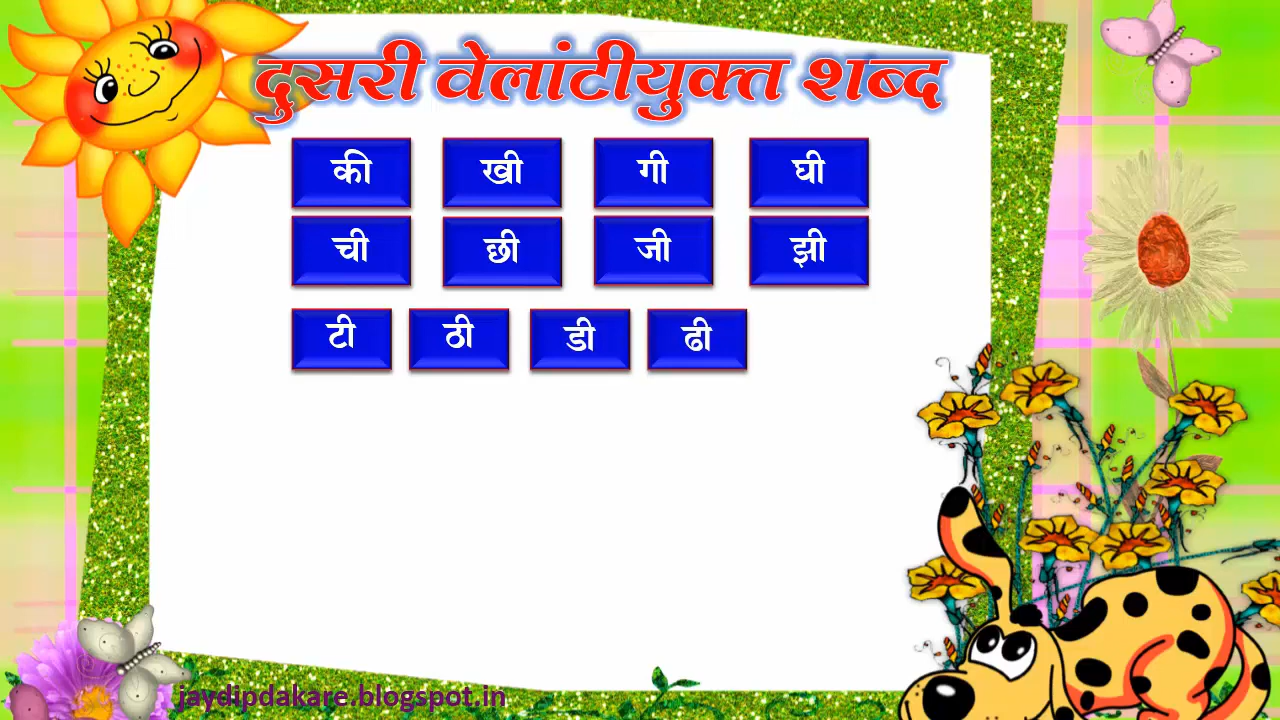 दुसरी वेलांटीयुक्त शब्द
की खी गी घी
ची छी जी झी
टी ठी डी ढी
jaydipdakare.blogspot.in